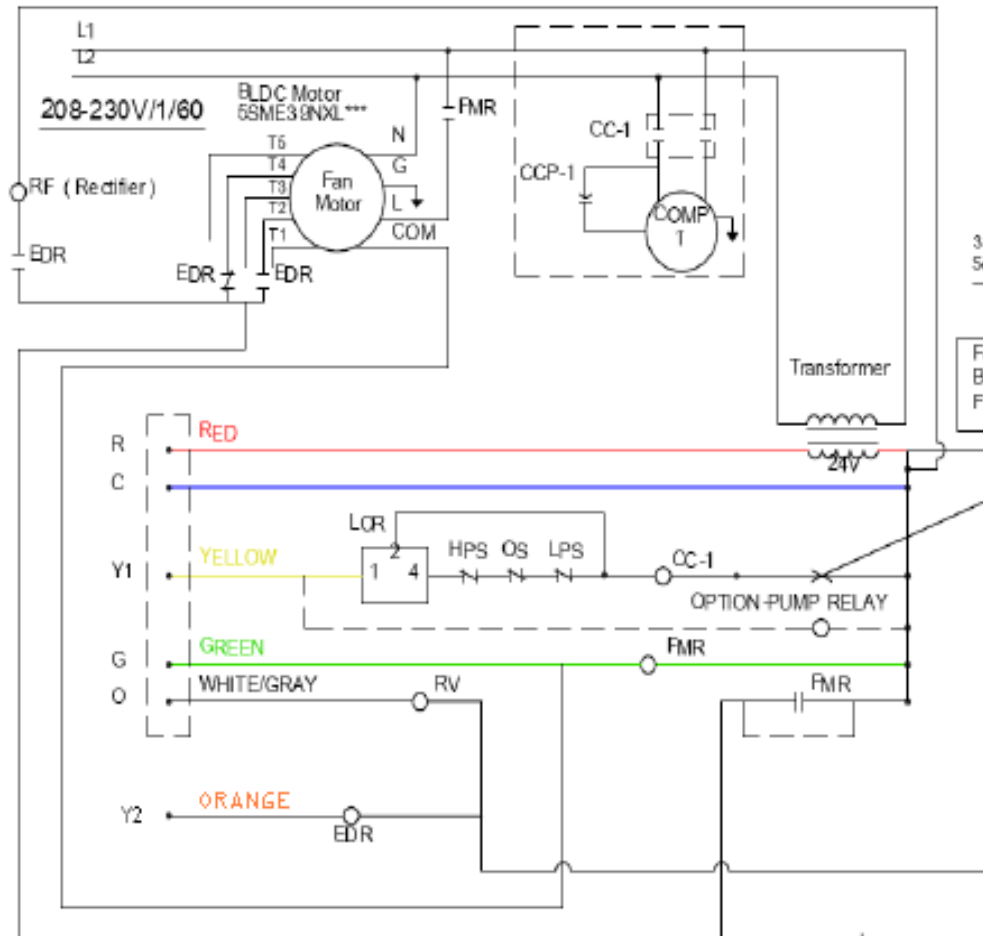 L1
L2
208-230V/1/60
BLDC Motor
5SME39NXL***
FMR
CC-1
CCP-1
COMP
1
T5
T4
T3
T2
T1
Fan
Motor
N
G
L
COM
RF ( Rectifier )
EDR
EDR
EDR
Transformer
24V
R
RED
C
LOR
2
1
4
HPS
OS
LPS
CC-1
Y1
YELLOW
OPTION-PUMP RELAY
G
GREEN
FMR
O
WHITE/GRAY
RV
FMR
Y2
ORANGE
EDR
3
5
F
B
F